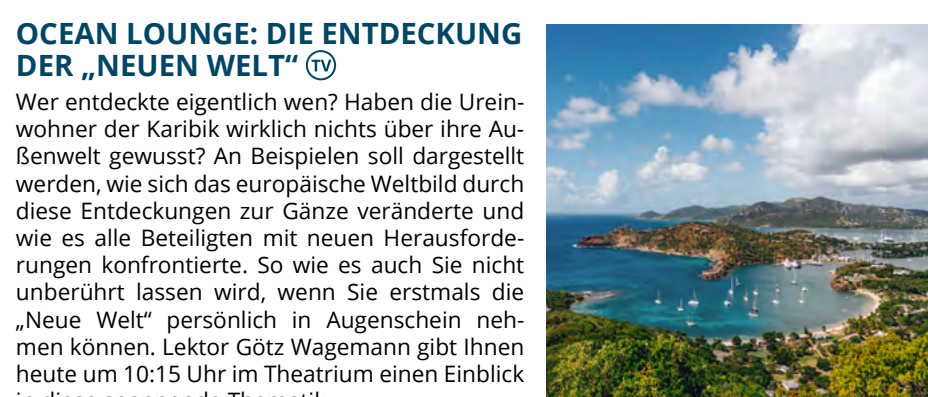 OCEAN LOUNGE: DIE ENTDECKUNG
DER „NEUEN WELT“ TV
Wer entdeckte eigentlich wen? Haben die Urein-
wohner der Karibik wirklich nichts über ihre Au-
ßenwelt gewusst? An Beispielen soll dargestellt
werden, wie sich das europäische Weltbild durch
diese Entdeckungen zur Gänze veränderte und
wie es alle Beteiligten mit neuen Herausforde-
rungen konfrontierte. So wie es auch Sie nicht
unberührt lassen wird, wenn Sie erstmals die
„Neue Welt“ persönlich in Augenschein neh-
men können. Lektor Götz Wagemann gibt Ihnen
heute um 10:15 Uhr im Theatrium einen Einblick
in diese spannende Thematik